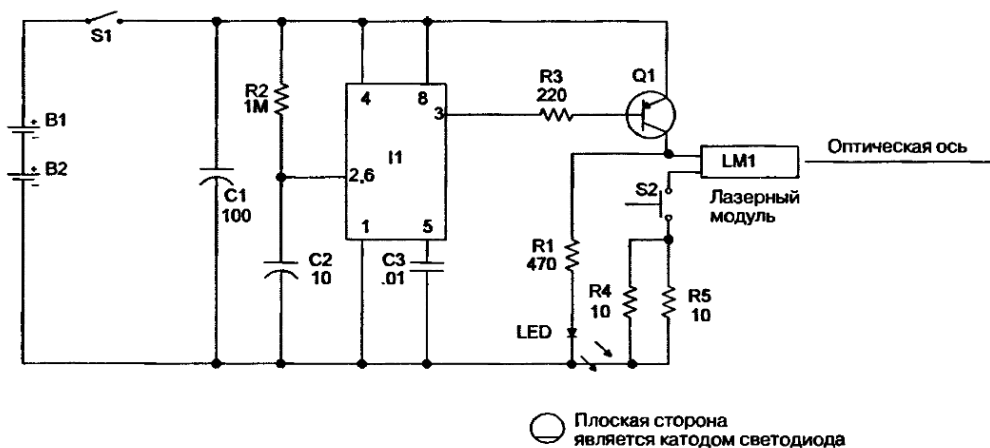 S1
R2
1M
4
8
3
R3
220
Q1
B1
B2
2,6
I1
LM1
Оптическая ось
C1
100
S2
Лазерный
модуль
1
5
C2
10
C3
.01
R1
470
R4
10
R5
10
LED
Плоская сторона
является катодом светодиода